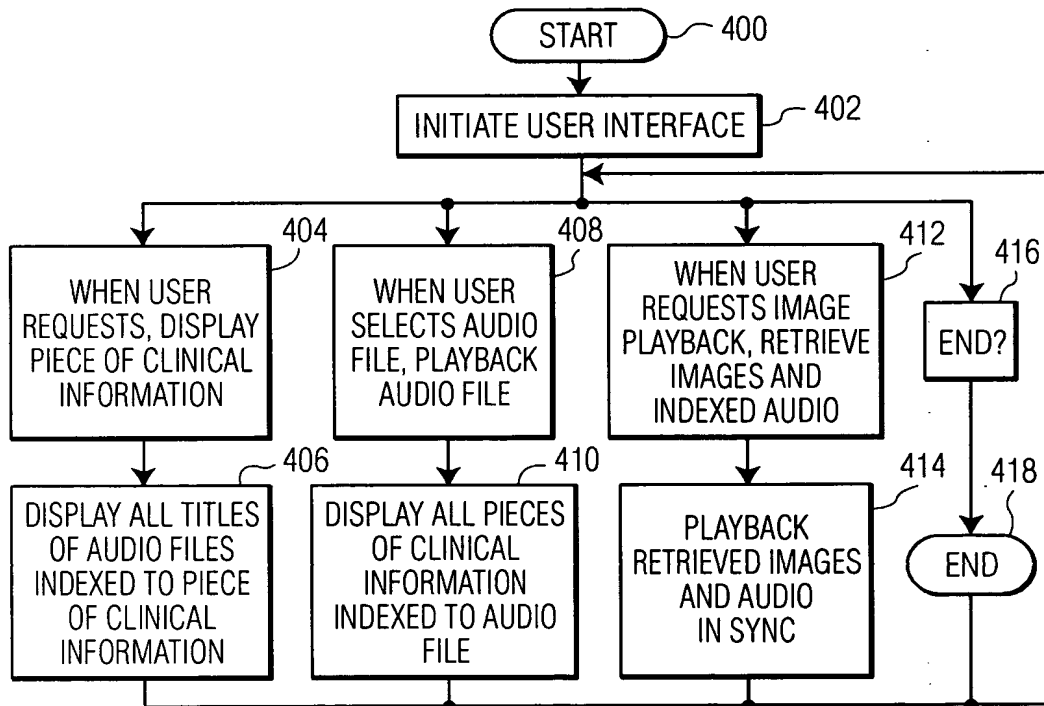 START
400
INITIATE USER INTERFACE
402
404
WHEN USER
REQUESTS, DISPLAY
PIECE OF CLINICAL
INFORMATION
408
WHEN USER
SELECTS AUDIO
FILE, PLAYBACK
AUDIO FILE
412
WHEN USER
REQUESTS IMAGE
PLAYBACK, RETRIEVE
IMAGES AND
INDEXED AUDIO
416
END?
406
DISPLAY ALL TITLES
OF AUDIO FILES
INDEXED TO PIECE
OF CLINICAL
INFORMATION
410
DISPLAY ALL PIECES
OF CLINICAL
INFORMATION
INDEXED TO AUDIO
FILE
414
PLAYBACK
RETRIEVED IMAGES
AND AUDIO
IN SYNC
418
END